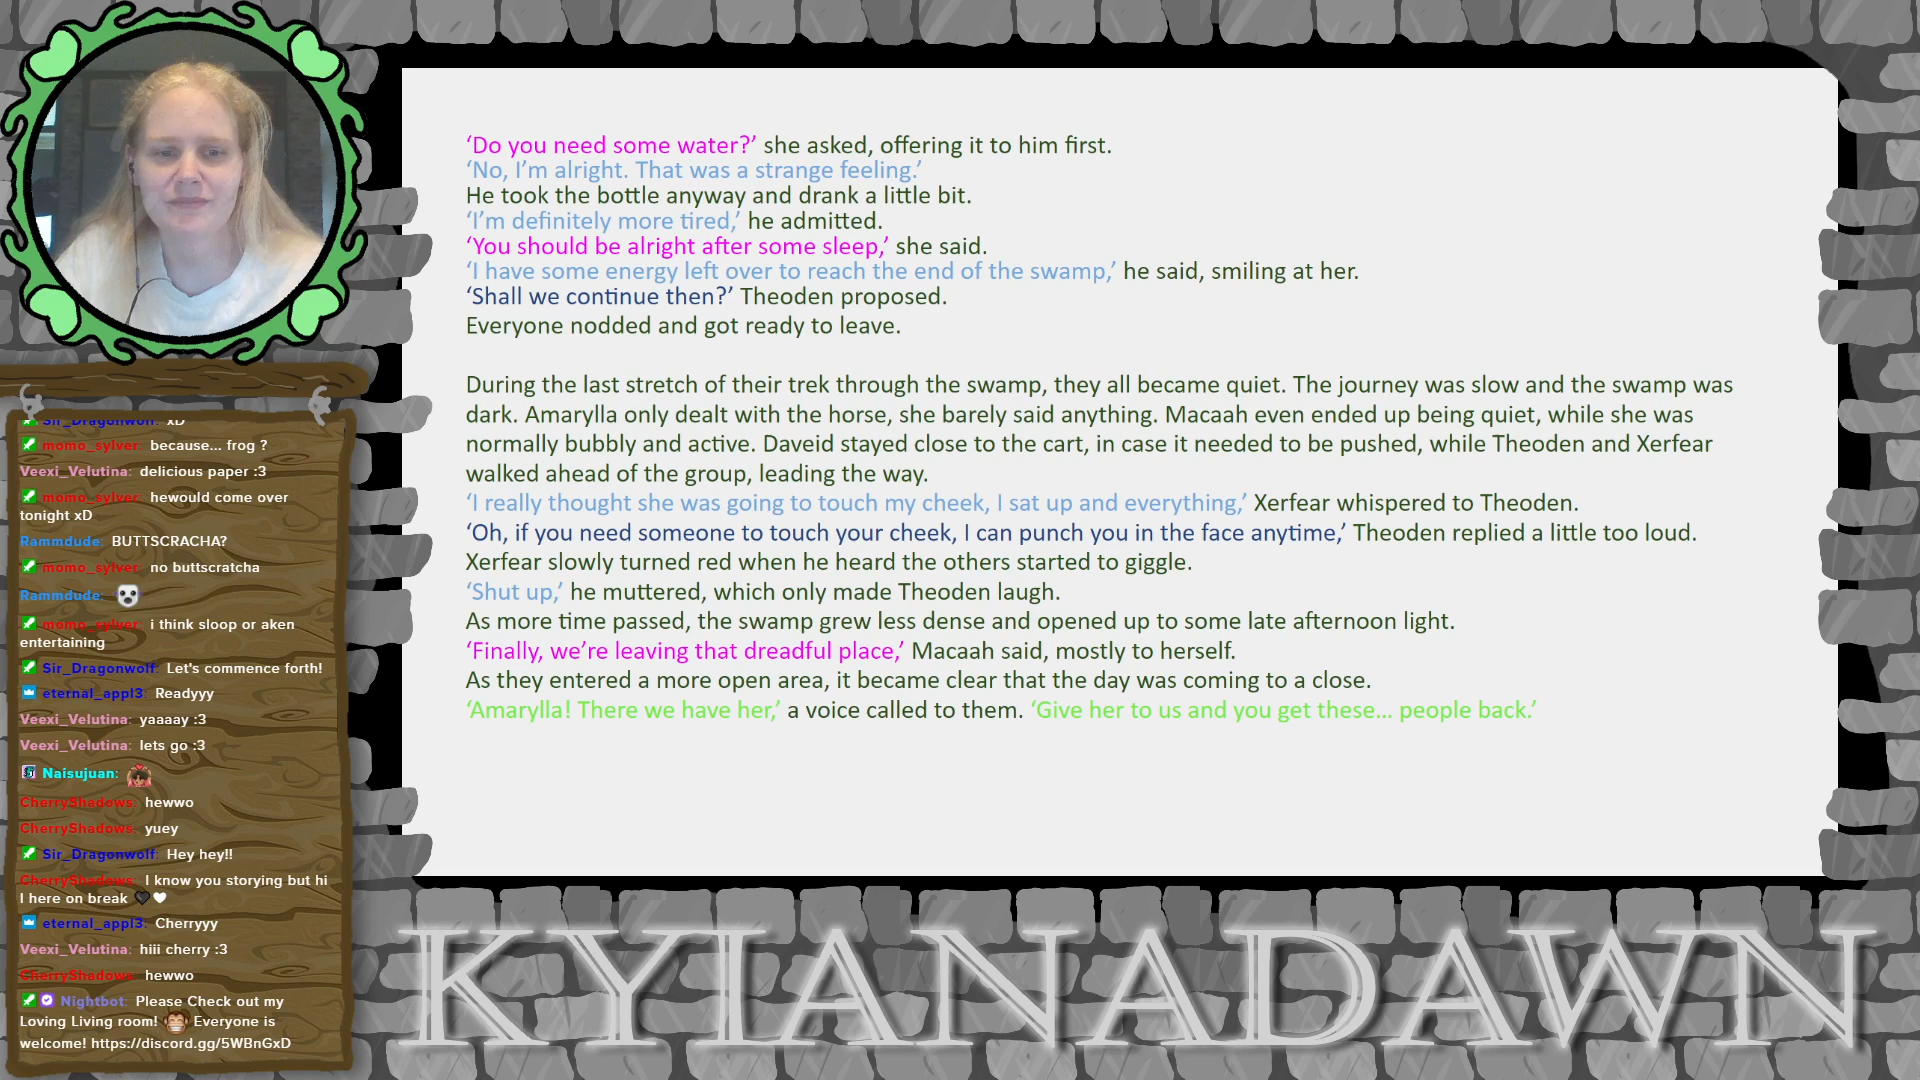 ‘Do you need some water?’ she asked, offering it to him first.
‘No, I’m alright. That was a strange feeling.’
He took the bottle anyway and drank a little bit.
‘I’m definitely more tired,’ he admitted.
‘You should be alright after some sleep,’ she said.
‘I have some energy left over to reach the end of the swamp,’ he said, smiling at her.
‘Shall we continue then?’ Theoden proposed.
Everyone nodded and got ready to leave.
During the last stretch of their trek through the swamp, they all became quiet. The journey was slow and the swamp was
dark. Amarylla only dealt with the horse, she barely said anything. Macaah even ended up being quiet, while she was
normally bubbly and active. Daveid stayed close to the cart, in case it needed to be pushed, while Theoden and Xerfear
walked ahead of the group, leading the way.
‘I really thought she was going to touch my cheek, I sat up and everything,’ Xerfear whispered to Theoden.
‘Oh, if you need someone to touch your cheek, I can punch you in the face anytime,’ Theoden replied a little too loud.
Xerfear slowly turned red when he heard the others started to giggle.
‘Shut up,’ he muttered, which only made Theoden laugh.
As more time passed, the swamp grew less dense and opened up to some late afternoon light.
‘Finally, we’re leaving that dreadful place,’ Macaah said, mostly to herself.
As they entered a more open area, it became clear that the day was coming to a close.
‘Amarylla! There we have her,’ a voice called to them. ‘Give her to us and you get these... people back.’
Sir_Dragonwolf: xD
momo_sylver: because... frog ?
Veexi_Velutina: delicious paper :3
momo_sylver: hewould come over
tonight xD
Rammdude: BUTTSCRACHA?
momo_sylver: no buttscratcha
Rammdude:
momo_sylver: i think sloop or aken
entertaining
Sir_Dragonwolf: Let's commence forth!
eternal_appl3: Readyyy
Veexi_Velutina: yaaaay :3
Veexi_Velutina: lets go :3
Naisujuan:
CherryShadows: hewwo
CherryShadows: yuey
Sir_Dragonwolf: Hey hey!!
CherryShadows: I know you storying but hi
I here on break 🖤🤍
eternal_appl3: Cherryyy
Veexi_Velutina: hiii cherry :3
CherryShadows: hewwo
Nightbot: Please Check out my
Loving Living room! Everyone is
welcome! https://discord.gg/5WBnGxD
KYIANADAWN